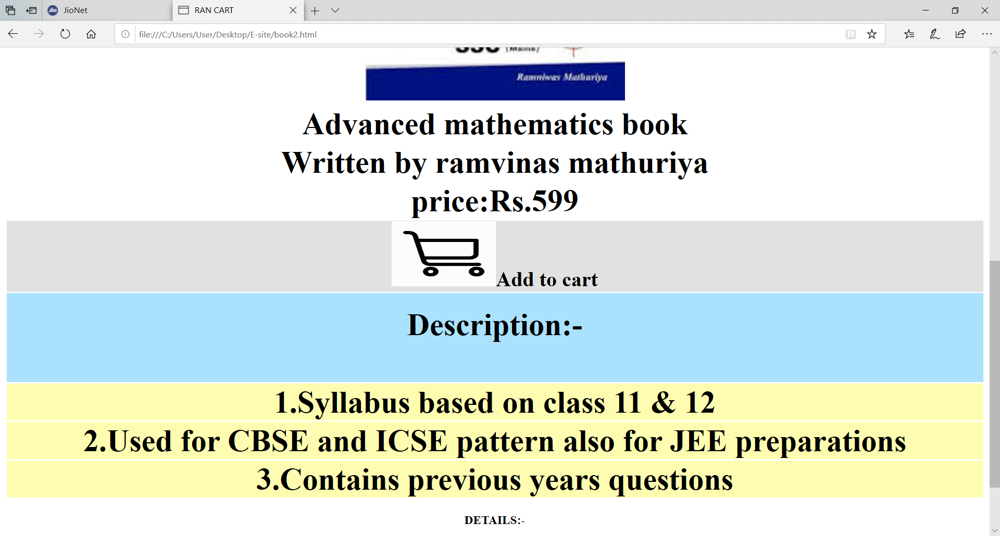 JioNet
RAN CART
file:///C:/Users/User/Desktop/E-site/book2.html
(Mains)
Ramniwas Mathuriya
Advanced mathematics book
Written by ramvinas mathuriya
price:Rs.599
Add to cart
Description:-
1.Syllabus based on class 11 & 12
2.Used for CBSE and ICSE pattern also for JEE preparations
3.Contains previous years questions
DETAILS:-